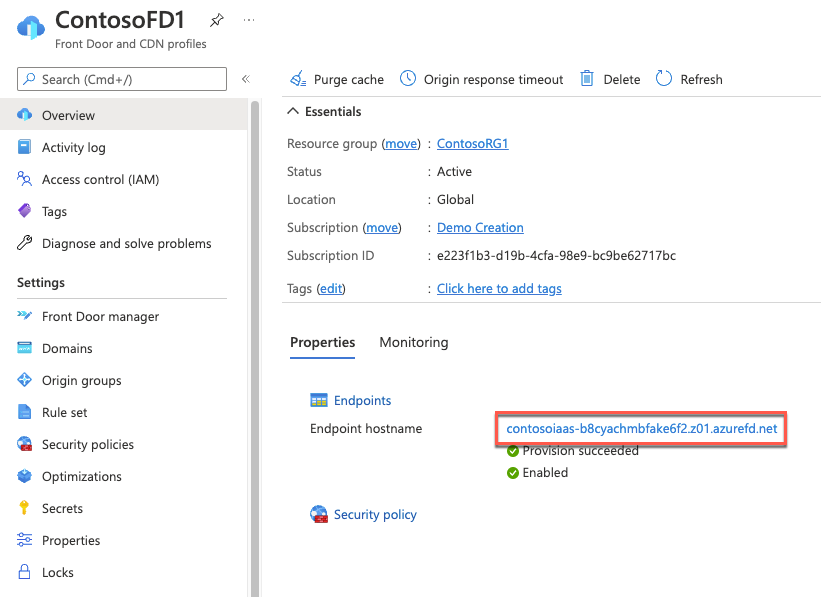 ContosoFD1
Front Door and CDN profiles
Search (Cmd+/)
Overview
Activity log
Access control (IAM)
Tags
Diagnose and solve problems
Settings
Front Door manager
Domains
Origin groups
Rule set
Security policies
Optimizations
Secrets
Properties
Locks
Purge cache Origin response timeout Delete Refresh
Essentials
Resource group (move) : ContosoRG1
Status : Active
Location : Global
Subscription (move) : Demo Creation
Subscription ID : e223f1b3-d19b-4cfa-98e9-bc9be62717bc
Tags (edit) : Click here to add tags
Properties Monitoring
Endpoints
Endpoint hostname contosoiaas-b8cyachmbfake6f2.z01.azurefd.net
Provision succeeded
Enabled
Security policy